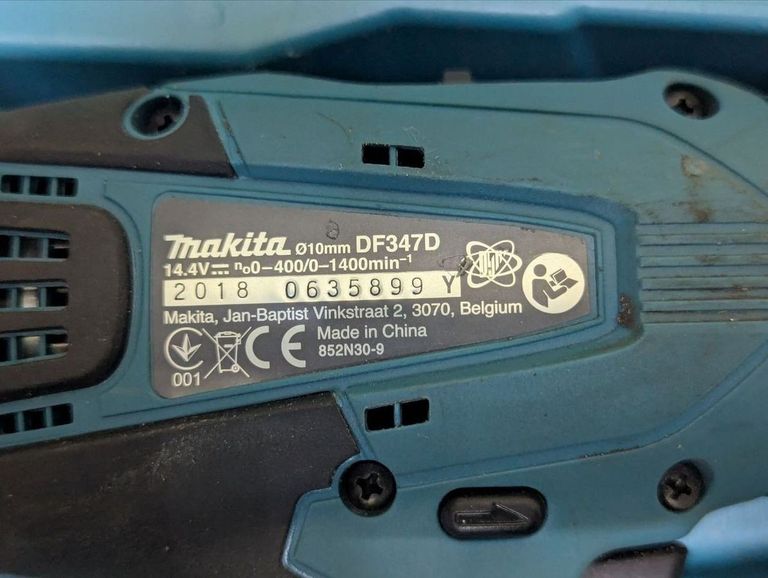 makita Ø10mm DF347D
14.4V⎓ n₀0-400/0-1400min⁻¹
2018 0635899 Y
Makita, Jan-Baptist Vinkstraat 2, 3070, Belgium
Made in China
CE
852N30-9
001